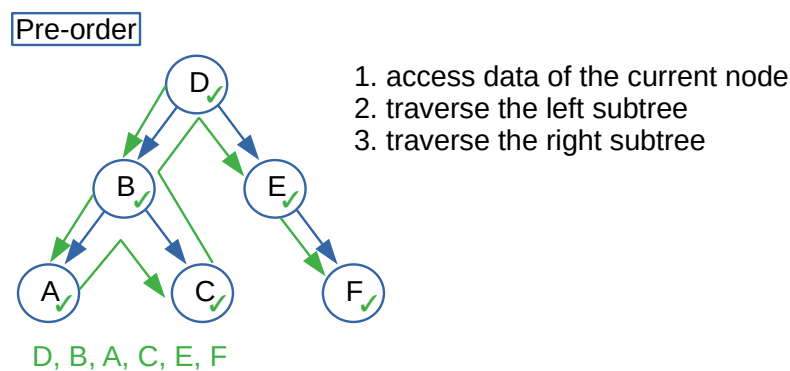 Pre-order
D
1. access data of the current node
2. traverse the left subtree
3. traverse the right subtree
B
E
A
C
F
D, B, A, C, E, F